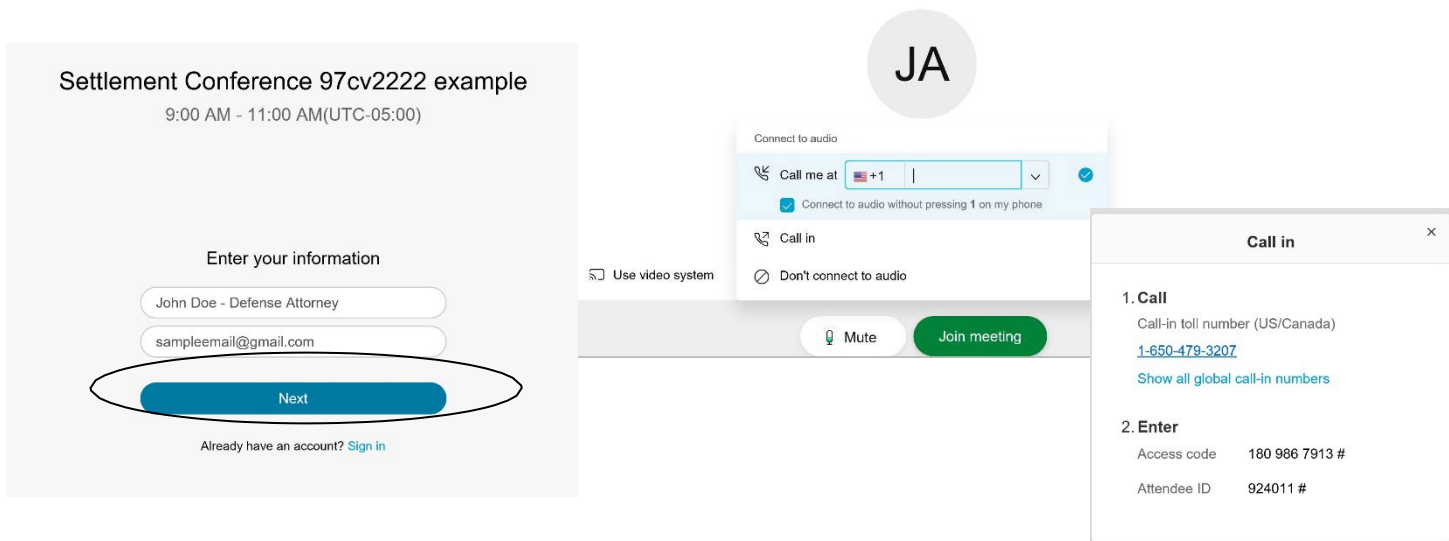 Settlement Conference 97cv2222 example
9:00 AM - 11:00 AM(UTC-05:00)
Enter your information
John Doe - Defense Attorney
sampleemail@gmail.com
Next
Already have an account? Sign in
JA
Connect to audio
Call me at +1
Connect to audio without pressing 1 on my phone
Call in
Use video system
Don't connect to audio
Mute
Join meeting
Call in
1. Call
Call-in toll number (US/Canada)
1-650-479-3207
Show all global call-in numbers
2. Enter
Access code 180 986 7913 #
Attendee ID 924011 #